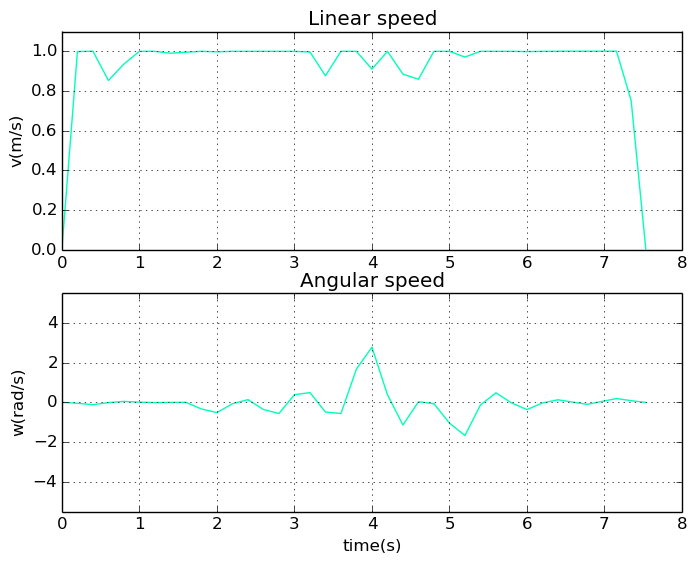 Linear speed
v(m/s)
1.0
0.8
0.6
0.4
0.2
0.0
0 1 2 3 4 5 6 7 8
Angular speed
w(rad/s)
4
2
0
−2
−4
0 1 2 3 4 5 6 7 8
time(s)